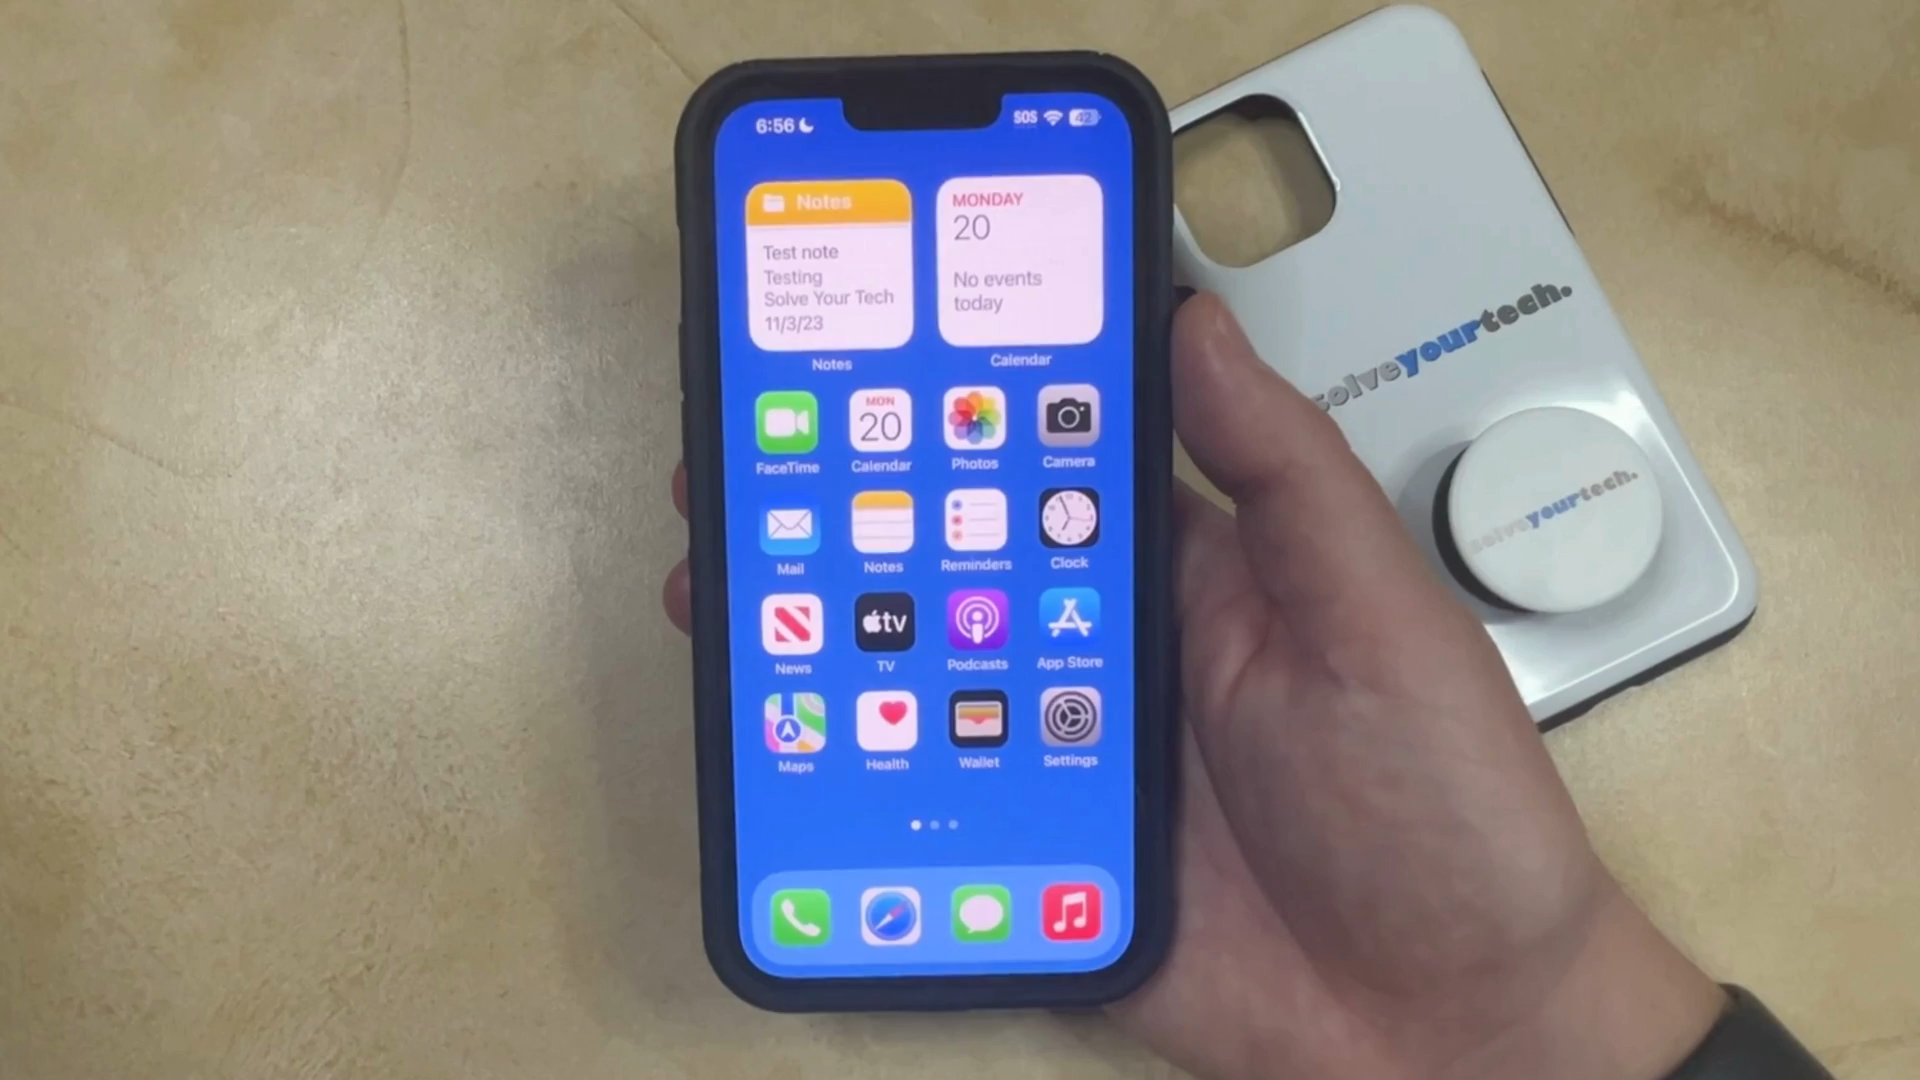 6:56
SOS
42
Notes
Test note
Testing
Solve Your Tech
11/3/23
Notes
MONDAY
20
No events
today
Calendar
FaceTime
MON
20
Calendar
Photos
Camera
Mail
Notes
Reminders
Clock
News
tv
TV
Podcasts
App Store
Maps
Health
Wallet
Settings
solveyourtech.
solveyourtech.